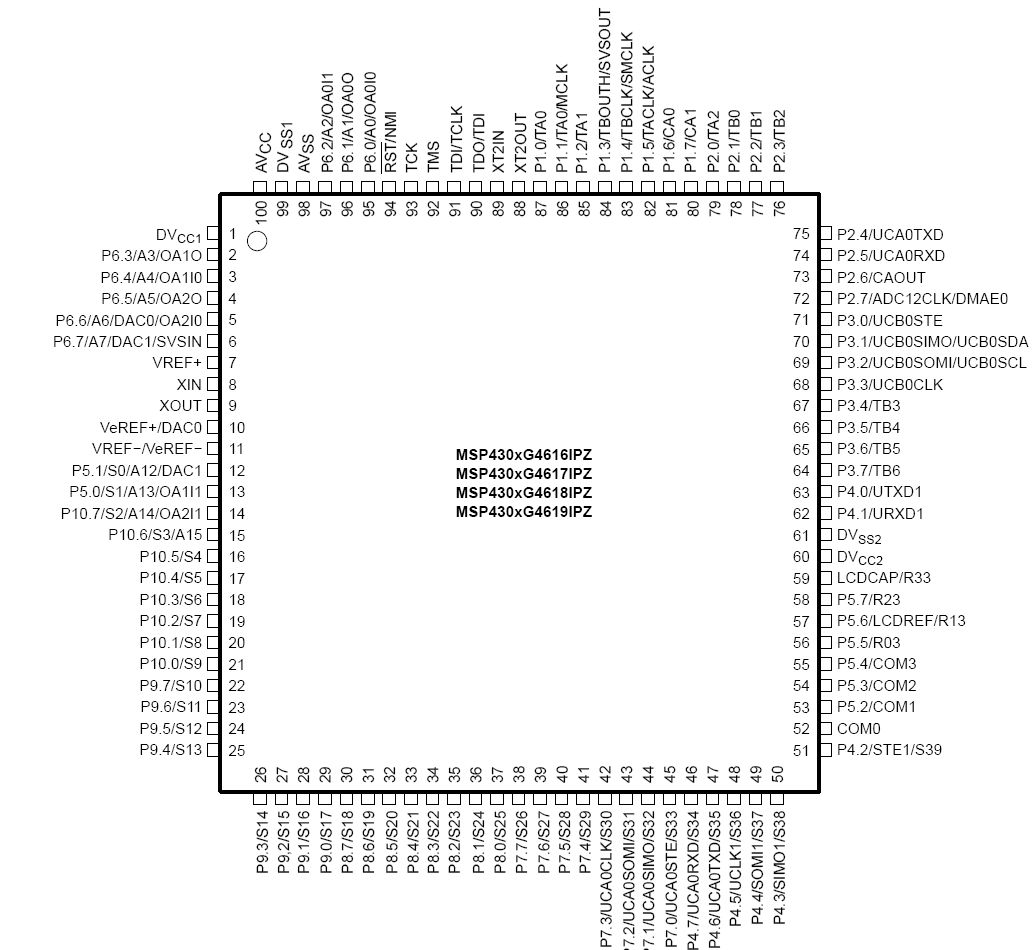 AVCC
DVSS1
AVSS
P6.2/A2/OA0I1
P6.1/A1/OA0O
P6.0/A0/OA0I0
RST/NMI
TCK
TMS
TDI/TCLK
TDO/TDI
XT2IN
XT2OUT
P1.0/TA0
P1.1/TA0/MCLK
P1.2/TA1
P1.3/TBOUTH/SVSOUT
P1.4/TBCLK/SMCLK
P1.5/TACLK/ACLK
P1.6/CA0
P1.7/CA1
P2.0/TA2
P2.1/TB0
P2.2/TB1
P2.3/TB2
100 99 98 97 96 95 94 93 92 91 90 89 88 87 86 85 84 83 82 81 80 79 78 77 76
DVCC1 1
P6.3/A3/OA1O 2
P6.4/A4/OA1I0 3
P6.5/A5/OA2O 4
P6.6/A6/DAC0/OA2I0 5
P6.7/A7/DAC1/SVSIN 6
VREF+ 7
XIN 8
XOUT 9
VeREF+/DAC0 10
VREF−/VeREF− 11
P5.1/S0/A12/DAC1 12
P5.0/S1/A13/OA1I1 13
P10.7/S2/A14/OA2I1 14
P10.6/S3/A15 15
P10.5/S4 16
P10.4/S5 17
P10.3/S6 18
P10.2/S7 19
P10.1/S8 20
P10.0/S9 21
P9.7/S10 22
P9.6/S11 23
P9.5/S12 24
P9.4/S13 25
MSP430xG4616IPZ
MSP430xG4617IPZ
MSP430xG4618IPZ
MSP430xG4619IPZ
75 P2.4/UCA0TXD
74 P2.5/UCA0RXD
73 P2.6/CAOUT
72 P2.7/ADC12CLK/DMAE0
71 P3.0/UCB0STE
70 P3.1/UCB0SIMO/UCB0SDA
69 P3.2/UCB0SOMI/UCB0SCL
68 P3.3/UCB0CLK
67 P3.4/TB3
66 P3.5/TB4
65 P3.6/TB5
64 P3.7/TB6
63 P4.0/UTXD1
62 P4.1/URXD1
61 DVSS2
60 DVCC2
59 LCDCAP/R33
58 P5.7/R23
57 P5.6/LCDREF/R13
56 P5.5/R03
55 P5.4/COM3
54 P5.3/COM2
53 P5.2/COM1
52 COM0
51 P4.2/STE1/S39
26 27 28 29 30 31 32 33 34 35 36 37 38 39 40 41 42 43 44 45 46 47 48 49 50
P9.3/S14
P9,2/S15
P9.1/S16
P9.0/S17
P8.7/S18
P8.6/S19
P8.5/S20
P8.4/S21
P8.3/S22
P8.2/S23
P8.1/S24
P8.0/S25
P7.7/S26
P7.6/S27
P7.5/S28
P7.4/S29
P7.3/UCA0CLK/S30
7.2/UCA0SOMI/S31
7.1/UCA0SIMO/S32
P7.0/UCA0STE/S33
P4.7/UCA0RXD/S34
P4.6/UCA0TXD/S35
P4.5/UCLK1/S36
P4.4/SOMI1/S37
P4.3/SIMO1/S38